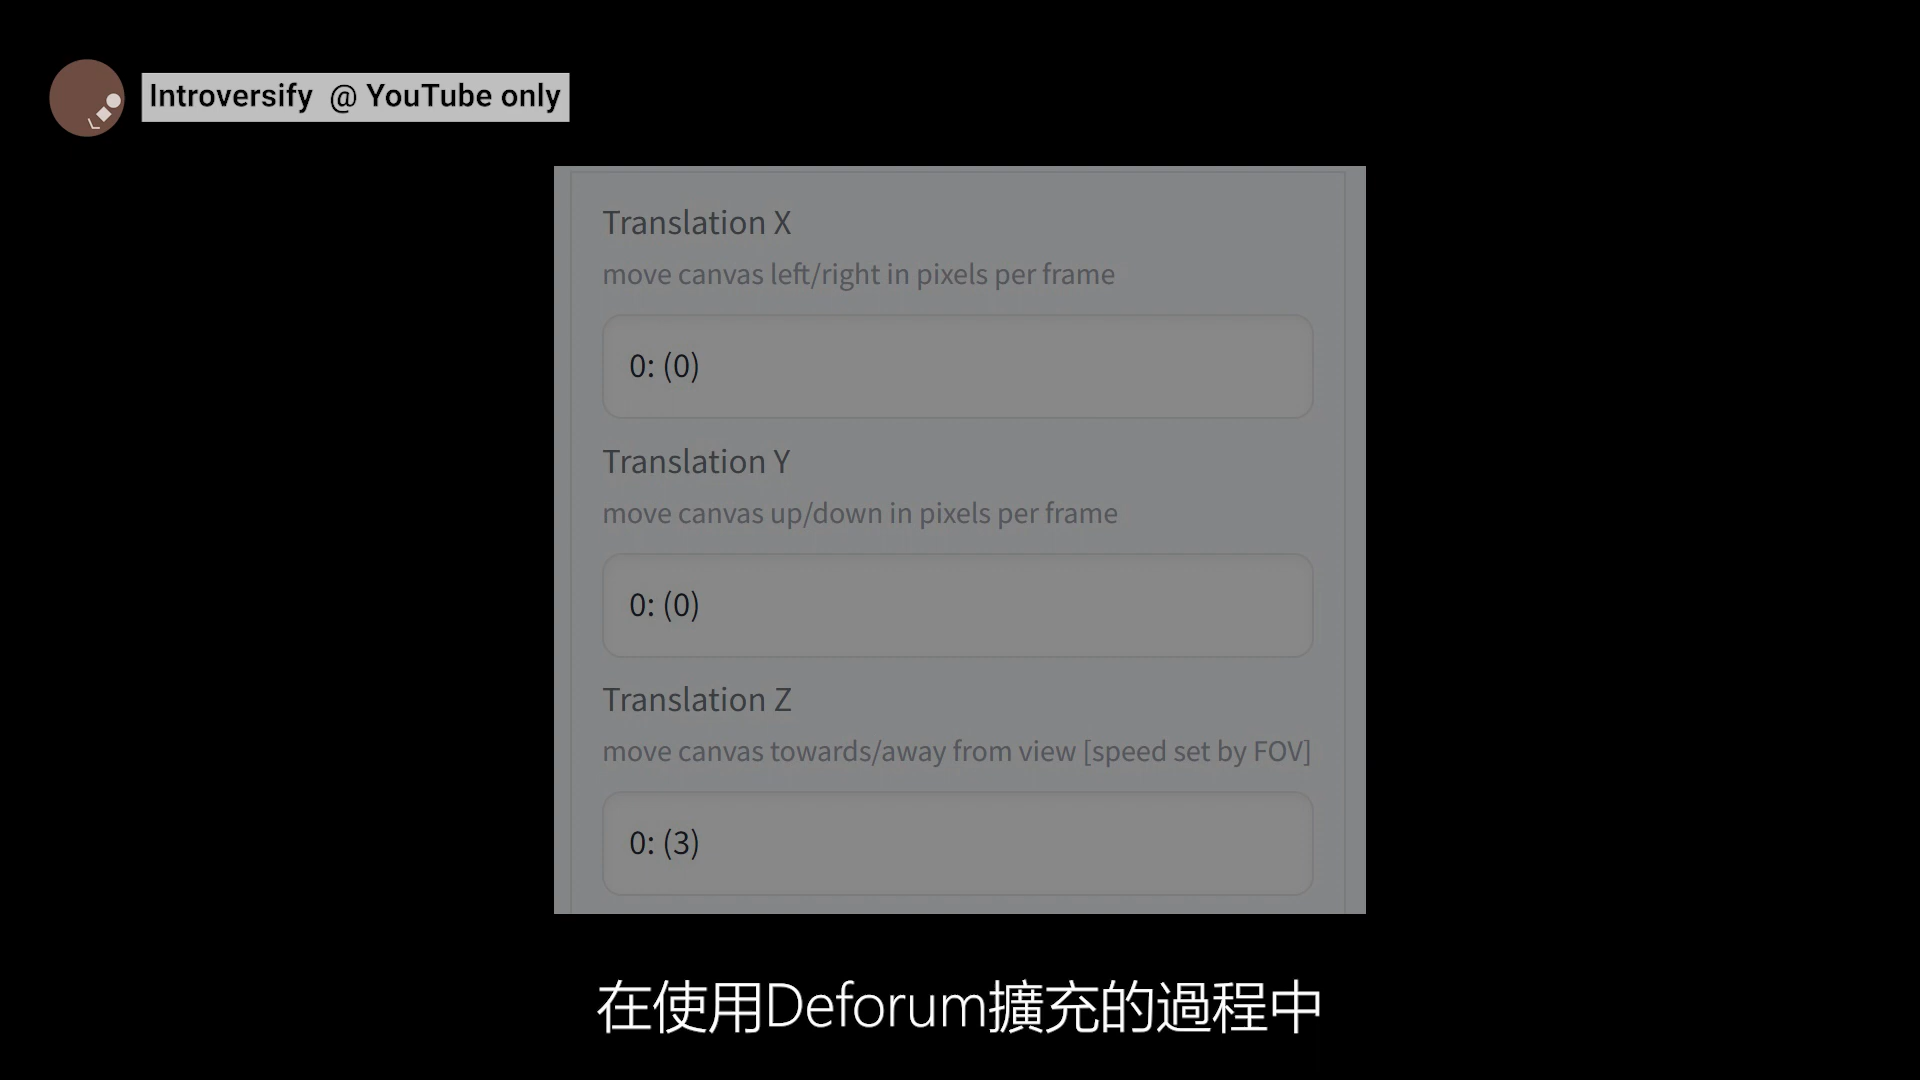 Introversify @ YouTube only
Translation X
move canvas left/right in pixels per frame
0: (0)
Translation Y
move canvas up/down in pixels per frame
0: (0)
Translation Z
move canvas towards/away from view [speed set by FOV]
0: (3)
在使用Deforum擴充的過程中